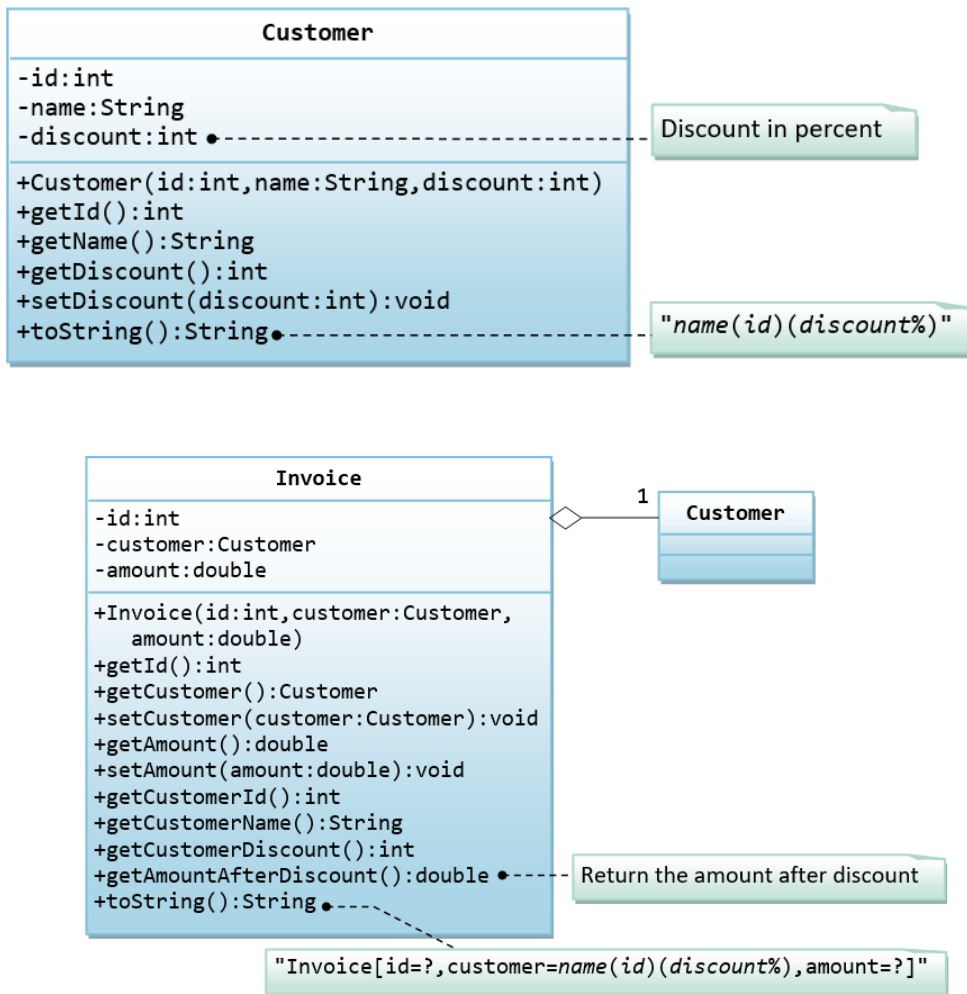 Customer
-id:int
-name:String
-discount:int
Discount in percent
+Customer(id:int,name:String,discount:int)
+getId():int
+getName():String
+getDiscount():int
+setDiscount(discount:int):void
+toString():String
"name(id)(discount%)"
Invoice
-id:int
-customer:Customer
-amount:double
1
Customer
+Invoice(id:int,customer:Customer,
amount:double)
+getId():int
+getCustomer():Customer
+setCustomer(customer:Customer):void
+getAmount():double
+setAmount(amount:double):void
+getCustomerId():int
+getCustomerName():String
+getCustomerDiscount():int
+getAmountAfterDiscount():double
Return the amount after discount
+toString():String
"Invoice[id=?,customer=name(id)(discount%),amount=?]"